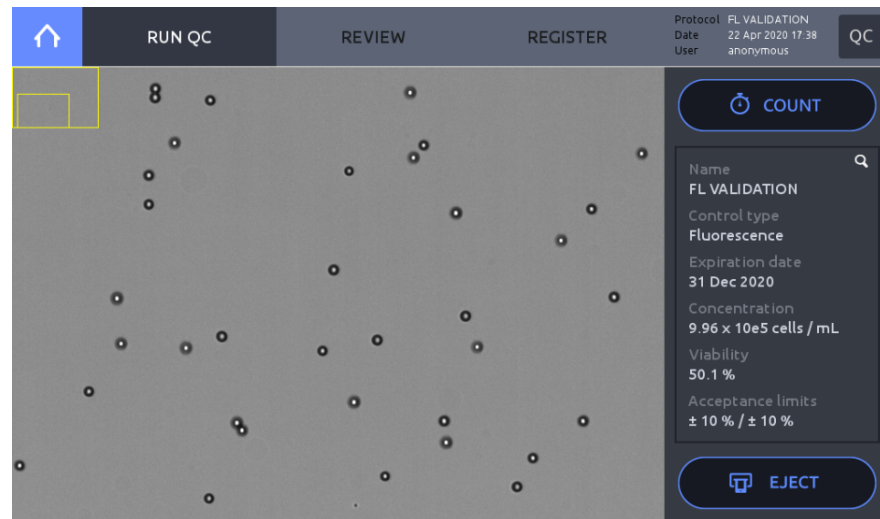 RUN QC
REVIEW
REGISTER
Protocol FL VALIDATION
Date 22 Apr 2020 17:38
User anonymous
QC
COUNT
Name
FL VALIDATION
Control type
Fluorescence
Expiration date
31 Dec 2020
Concentration
9.96 x 10e5 cells / mL
Viability
50.1 %
Acceptance limits
± 10 % / ± 10 %
EJECT